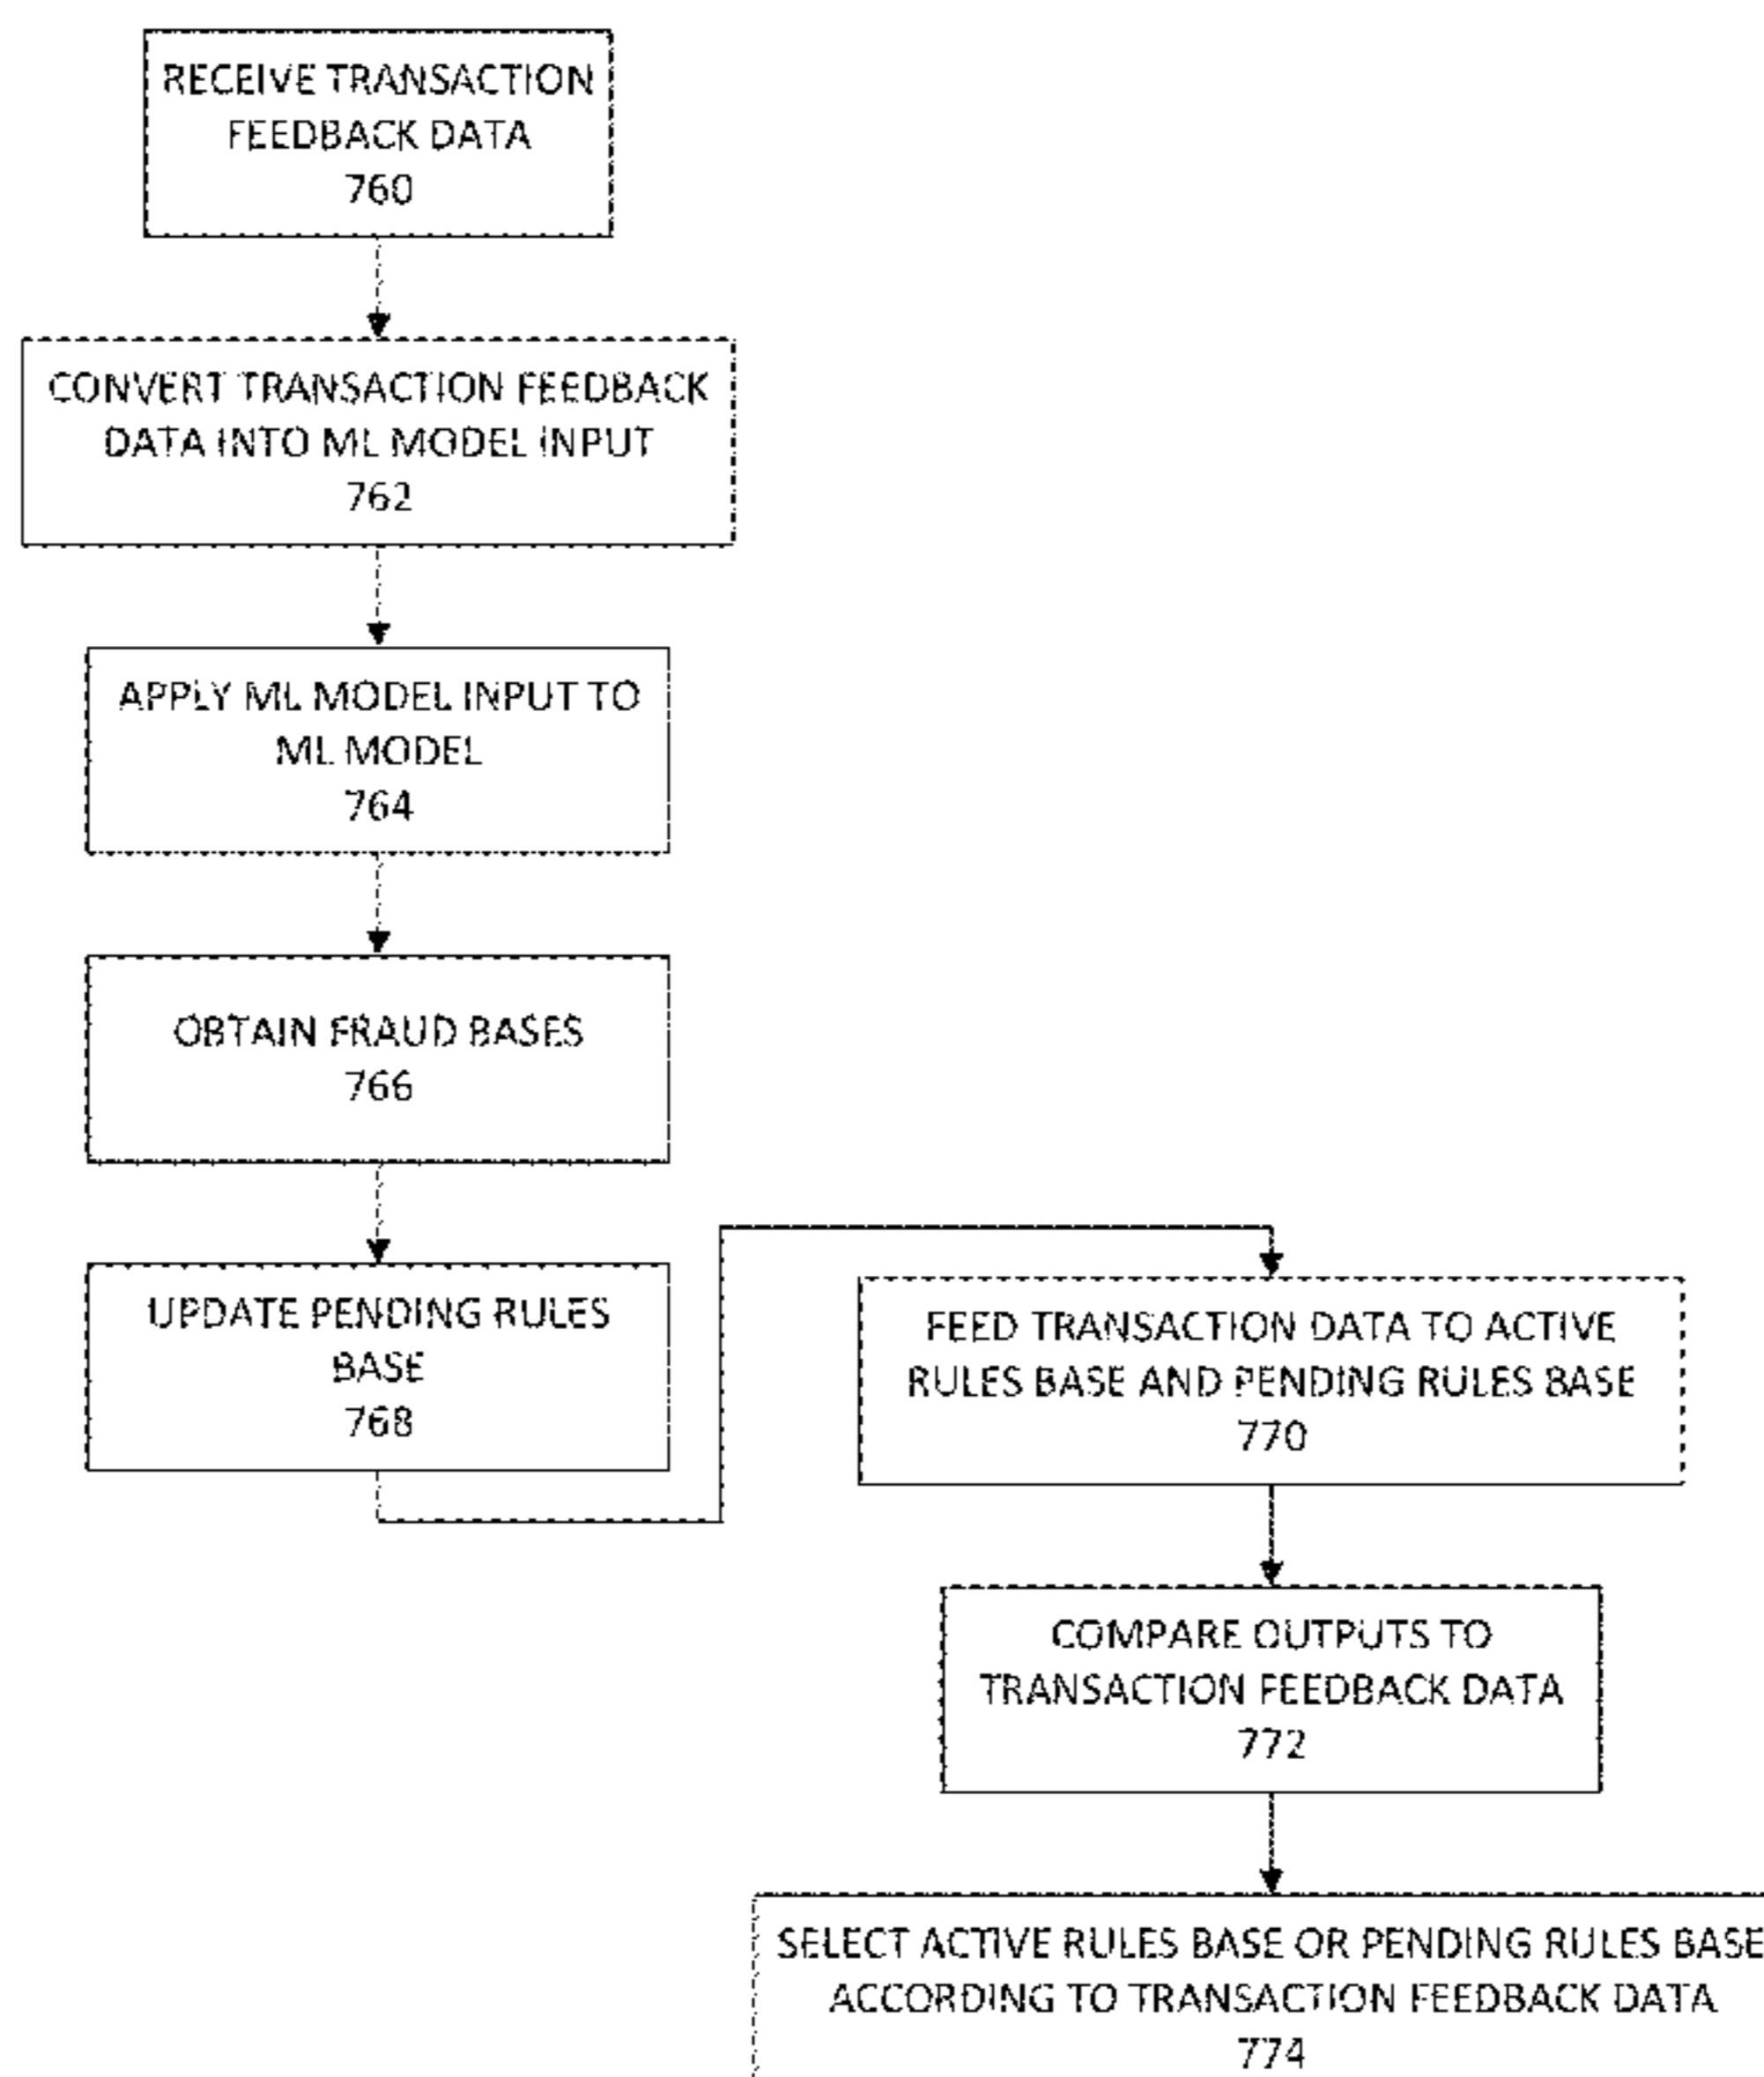 RECEIVE TRANSACTION
FEEDBACK DATA
760
CONVERT TRANSACTION FEEDBACK
DATA INTO ML MODEL INPUT
762
APPLY ML MODEL INPUT TO
ML MODEL
764
OBTAIN FRAUD BASES
766
UPDATE PENDING RULES
BASE
768
FEED TRANSACTION DATA TO ACTIVE
RULES BASE AND PENDING RULES BASE
770
COMPARE OUTPUTS TO
TRANSACTION FEEDBACK DATA
772
SELECT ACTIVE RULES BASE OR PENDING RULES BASE
ACCORDING TO TRANSACTION FEEDBACK DATA
774